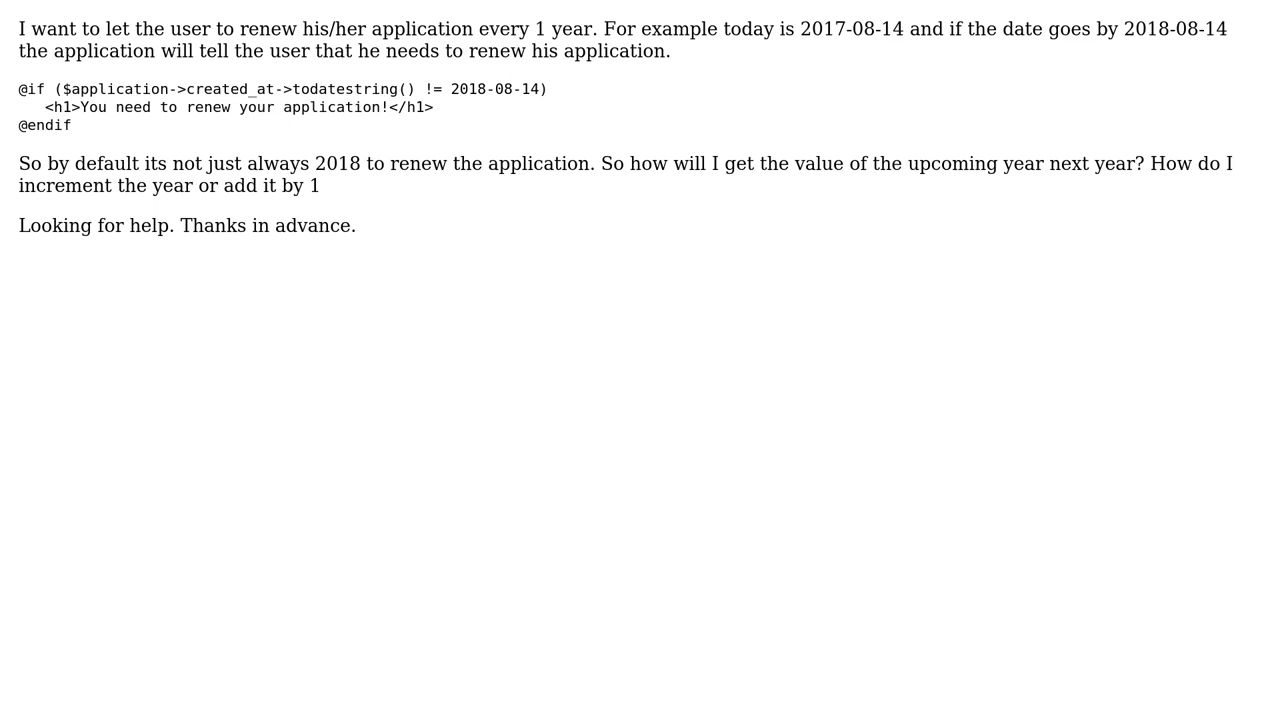 I want to let the user to renew his/her application every 1 year. For example today is 2017-08-14 and if the date goes by 2018-08-14
the application will tell the user that he needs to renew his application.
@if ($application->created_at->todatestring() != 2018-08-14)
   <h1>You need to renew your application!</h1>
@endif
So by default its not just always 2018 to renew the application. So how will I get the value of the upcoming year next year? How do I
increment the year or add it by 1
Looking for help. Thanks in advance.